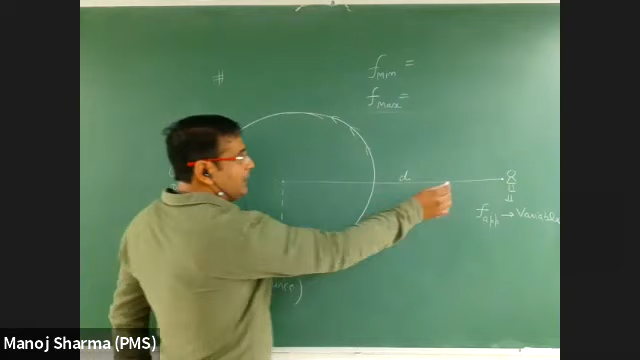 #
f_min =
f_max =
d
f_app → Variable
Manoj Sharma (PMS)